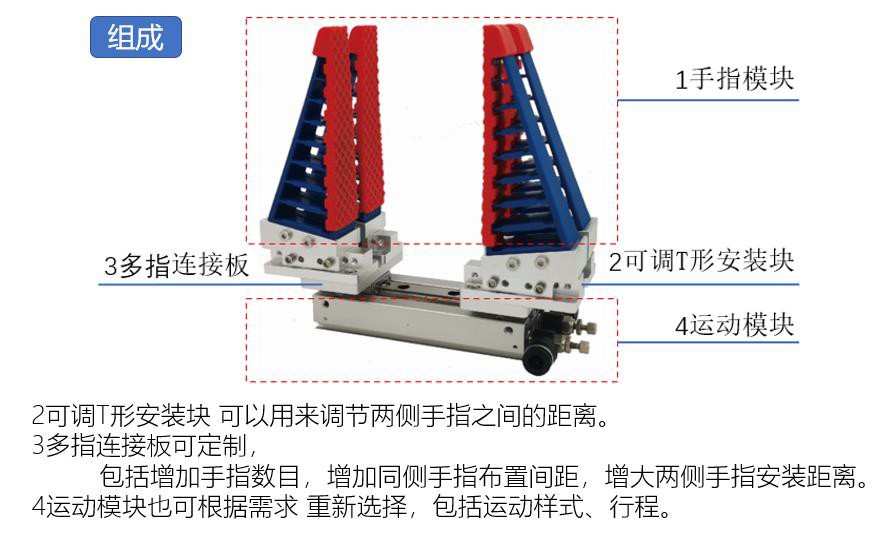 组成
1手指模块
3多指连接板
2可调T形安装块
4运动模块
2可调T形安装块 可以用来调节两侧手指之间的距离。
3多指连接板可定制，
包括增加手指数目，增加同侧手指布置间距，增大两侧手指安装距离。
4运动模块也可根据需求 重新选择，包括运动样式、行程。